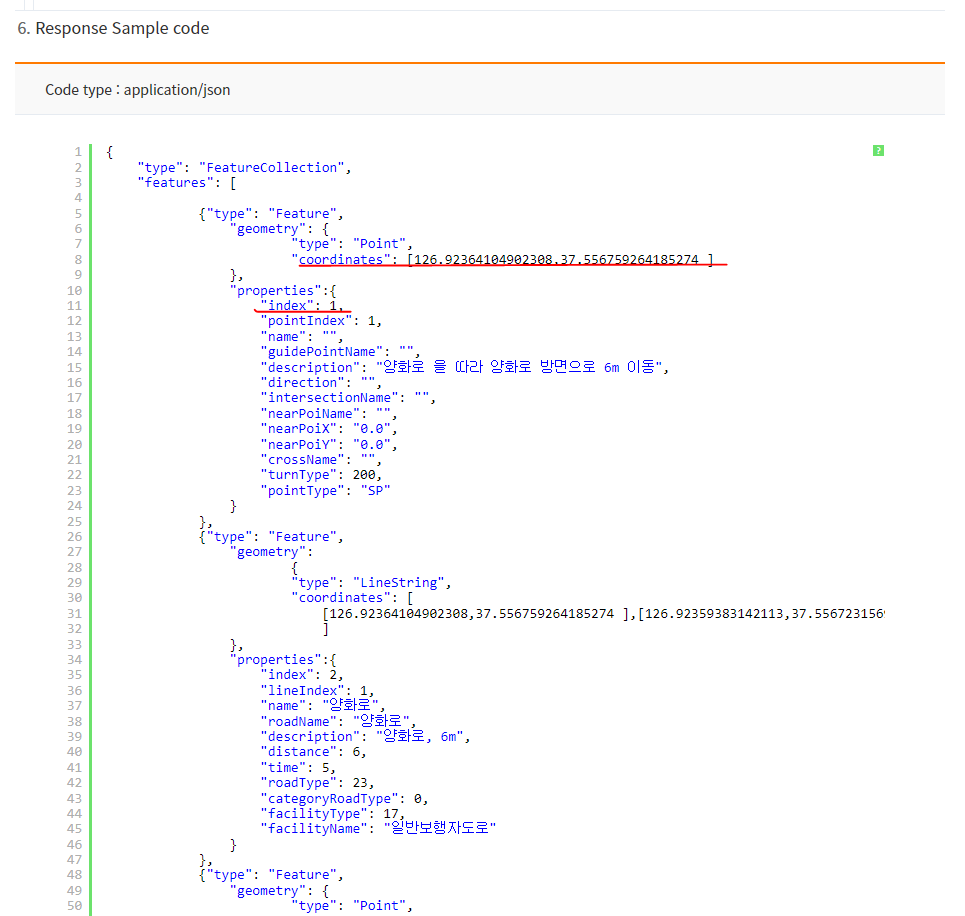 6. Response Sample code
Code type : application/json
?
1 {
2 "type": "FeatureCollection",
3 "features": [
4
5 {"type": "Feature",
6 "geometry": {
7 "type": "Point",
8 "coordinates": [126.92364104902308,37.556759264185274 ]
9 },
10 "properties":{
11 "index": 1,
12 "pointIndex": 1,
13 "name": "",
14 "guidePointName": "",
15 "description": "양화로 을 따라 양화로 방면으로 6m 이동",
16 "direction": "",
17 "intersectionName": "",
18 "nearPoiName": "",
19 "nearPoiX": "0.0",
20 "nearPoiY": "0.0",
21 "crossName": "",
22 "turnType": 200,
23 "pointType": "SP"
24 }
25 },
26 {"type": "Feature",
27 "geometry":
28 {
29 "type": "LineString",
30 "coordinates": [
31 [126.92364104902308,37.556759264185274 ],[126.92359383142113,37.556723156
32 ]
33 },
34 "properties":{
35 "index": 2,
36 "lineIndex": 1,
37 "name": "양화로",
38 "roadName": "양화로",
39 "description": "양화로, 6m",
40 "distance": 6,
41 "time": 5,
42 "roadType": 23,
43 "categoryRoadType": 0,
44 "facilityType": 17,
45 "facilityName": "일반보행자도로"
46 }
47 },
48 {"type": "Feature",
49 "geometry": {
50 "type": "Point",